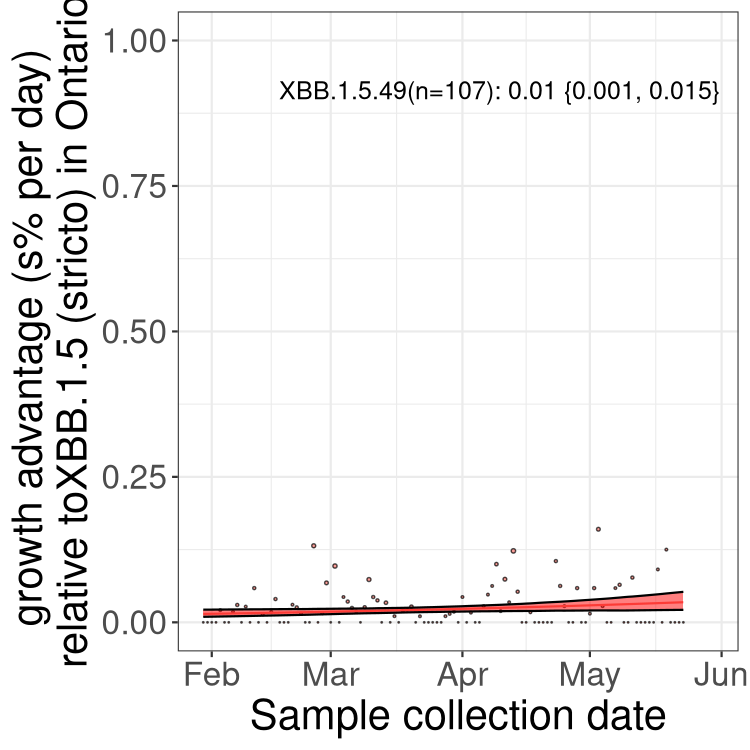 growth advantage (s% per day)
relative toXBB.1.5 (stricto) in Ontario
1.00
0.75
0.50
0.25
0.00
XBB.1.5.49(n=107): 0.01 {0.001, 0.015}
Feb Mar Apr May Jun
Sample collection date